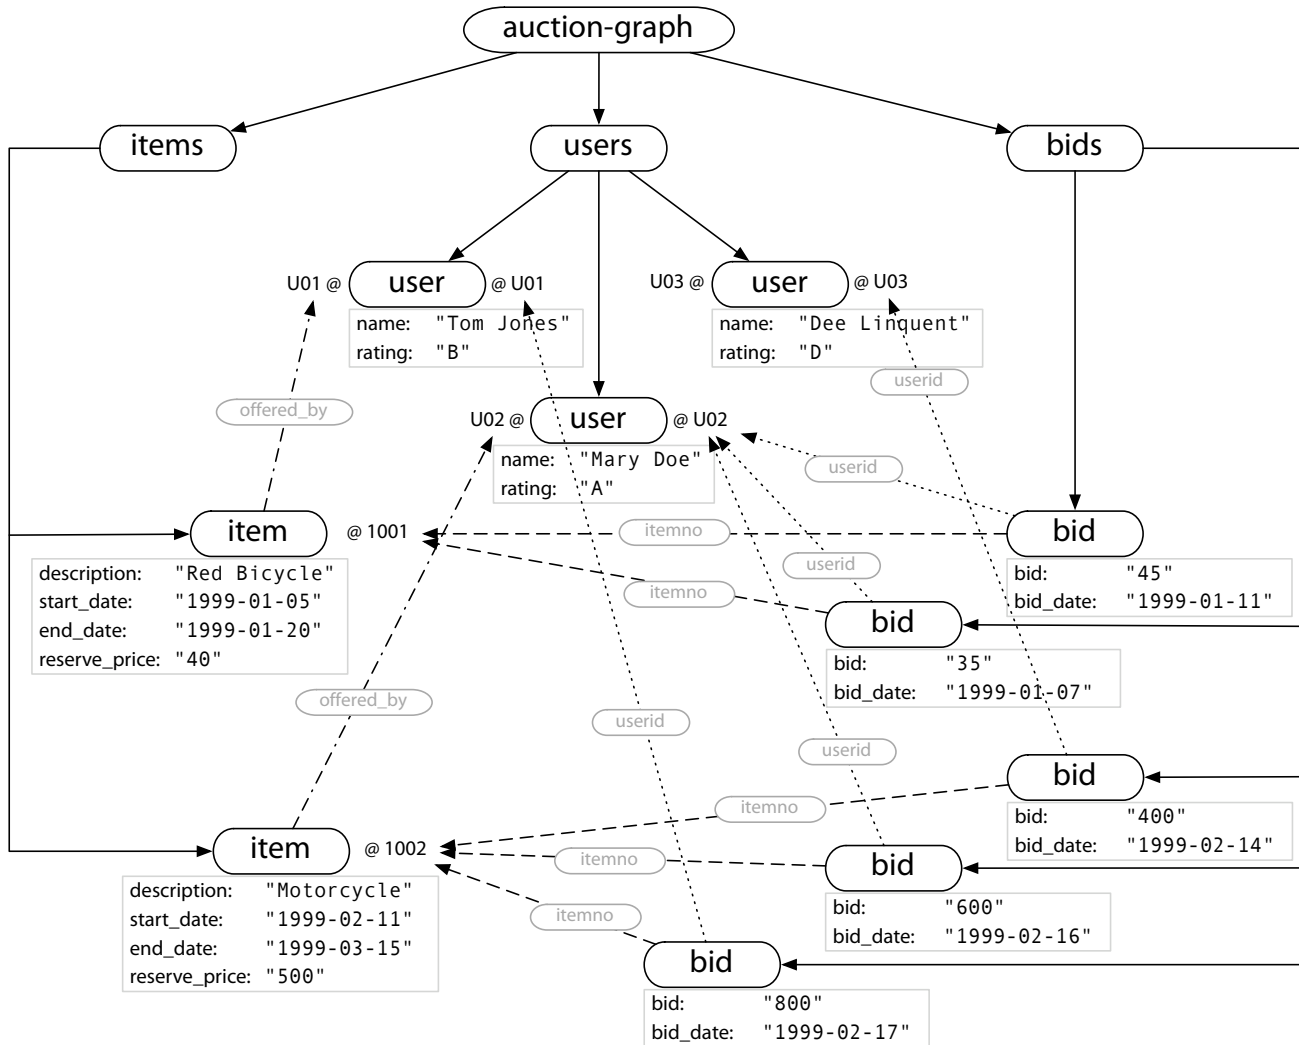 auction-graph
items
users
bids
U01 @ user @ U01
name: "Tom Jones"
rating: "B"
U03 @ user @ U03
name: "Dee Linquent"
rating: "D"
userid
offered_by
U02 @ user @ U02
name: "Mary Doe"
rating: "A"
userid
item @ 1001
description: "Red Bicycle"
start_date: "1999-01-05"
end_date: "1999-01-20"
reserve_price: "40"
itemno
bid
bid: "45"
bid_date: "1999-01-11"
userid
itemno
bid
bid: "35"
bid_date: "1999-01-07"
offered_by
userid
userid
bid
bid: "400"
bid_date: "1999-02-14"
itemno
item @ 1002
description: "Motorcycle"
start_date: "1999-02-11"
end_date: "1999-03-15"
reserve_price: "500"
itemno
bid
bid: "600"
bid_date: "1999-02-16"
itemno
bid
bid: "800"
bid_date: "1999-02-17"